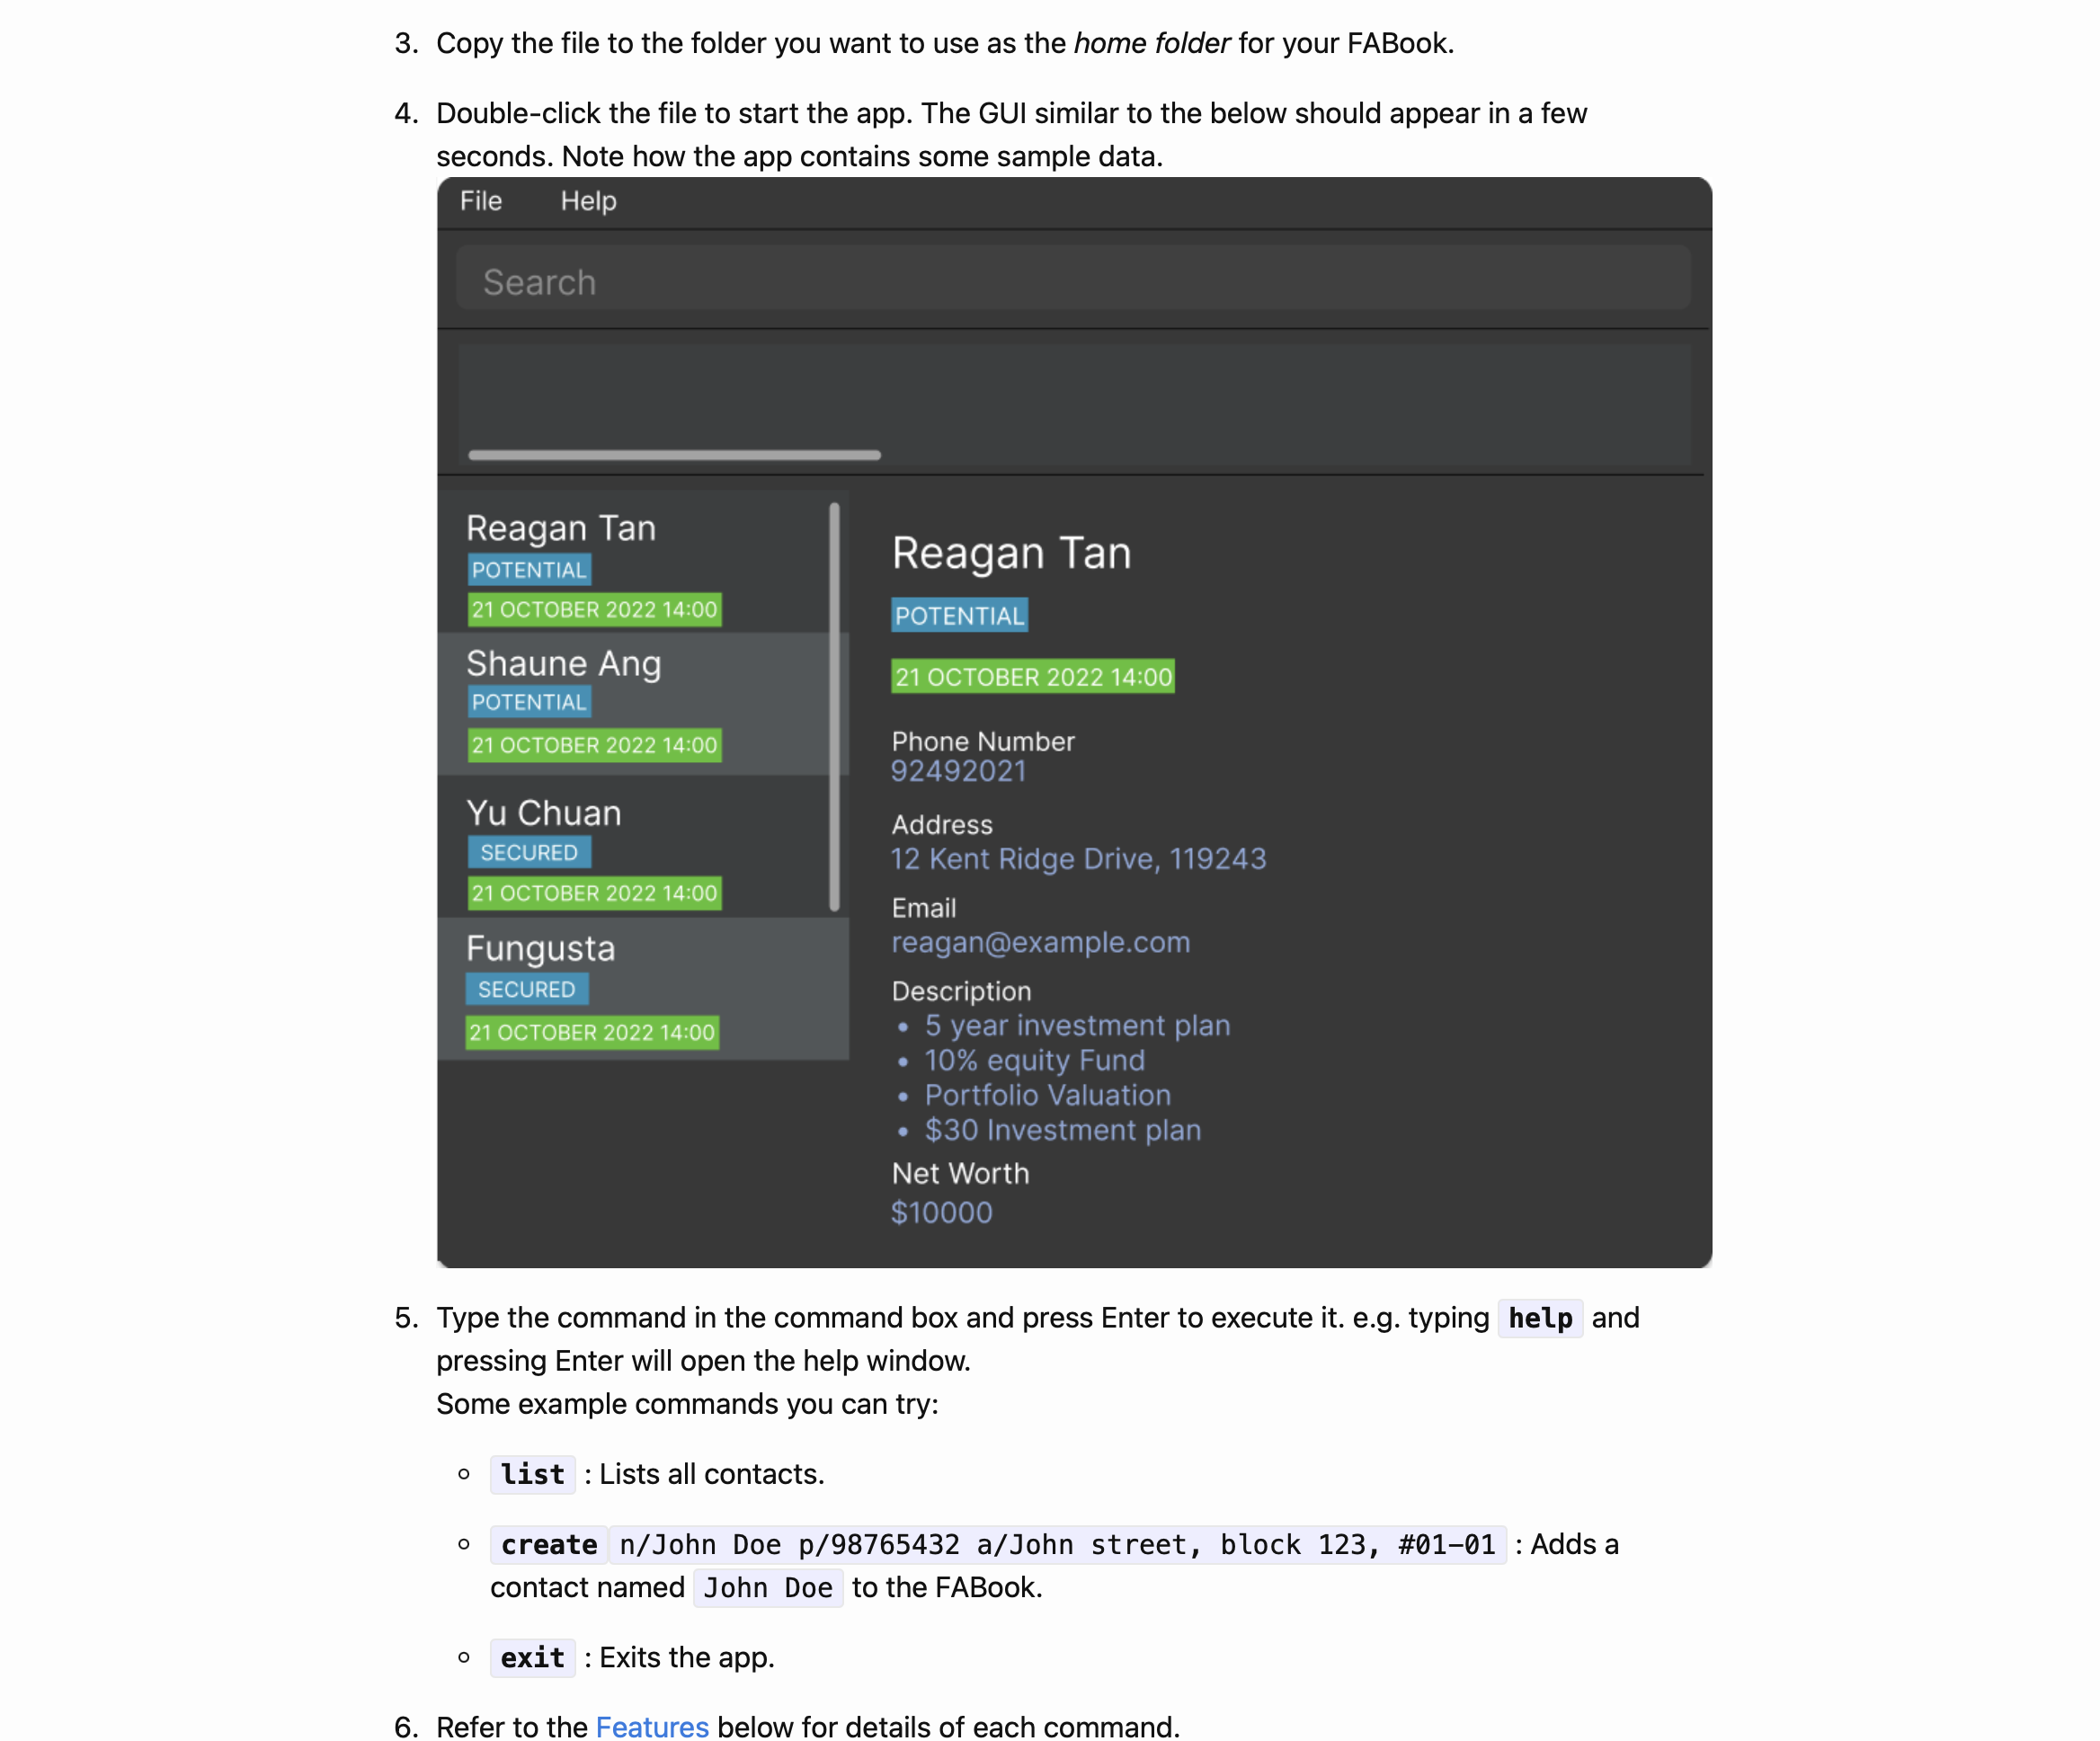 3. Copy the file to the folder you want to use as the home folder for your FABook.
4. Double-click the file to start the app. The GUI similar to the below should appear in a few
seconds. Note how the app contains some sample data.
File Help
Search
Reagan Tan
POTENTIAL
21 OCTOBER 2022 14:00
Shaune Ang
POTENTIAL
21 OCTOBER 2022 14:00
Yu Chuan
SECURED
21 OCTOBER 2022 14:00
Fungusta
SECURED
21 OCTOBER 2022 14:00
Reagan Tan
POTENTIAL
21 OCTOBER 2022 14:00
Phone Number
92492021
Address
12 Kent Ridge Drive, 119243
Email
reagan@example.com
Description
• 5 year investment plan
• 10% equity Fund
• Portfolio Valuation
• $30 Investment plan
Net Worth
$10000
5. Type the command in the command box and press Enter to execute it. e.g. typing help and
pressing Enter will open the help window.
Some example commands you can try:
◦ list : Lists all contacts.
◦ create n/John Doe p/98765432 a/John street, block 123, #01-01 : Adds a
contact named John Doe to the FABook.
◦ exit : Exits the app.
6. Refer to the Features below for details of each command.